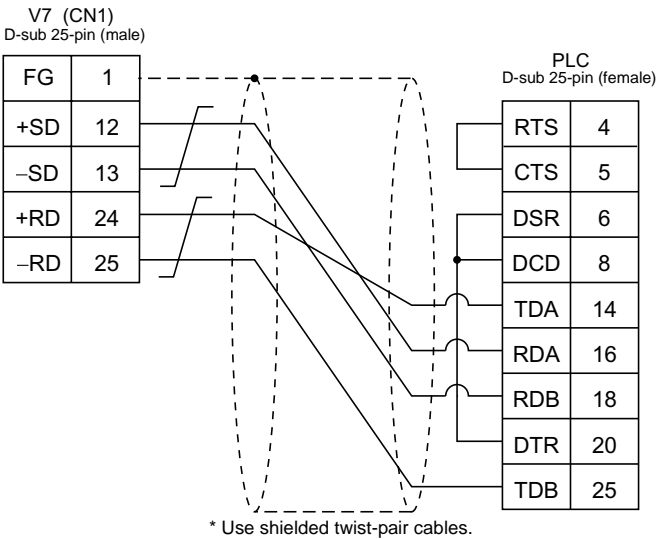 V7 (CN1)
D-sub 25-pin (male)
FG 1
+SD 12
–SD 13
+RD 24
–RD 25
PLC
D-sub 25-pin (female)
RTS 4
CTS 5
DSR 6
DCD 8
TDA 14
RDA 16
RDB 18
DTR 20
TDB 25
* Use shielded twist-pair cables.